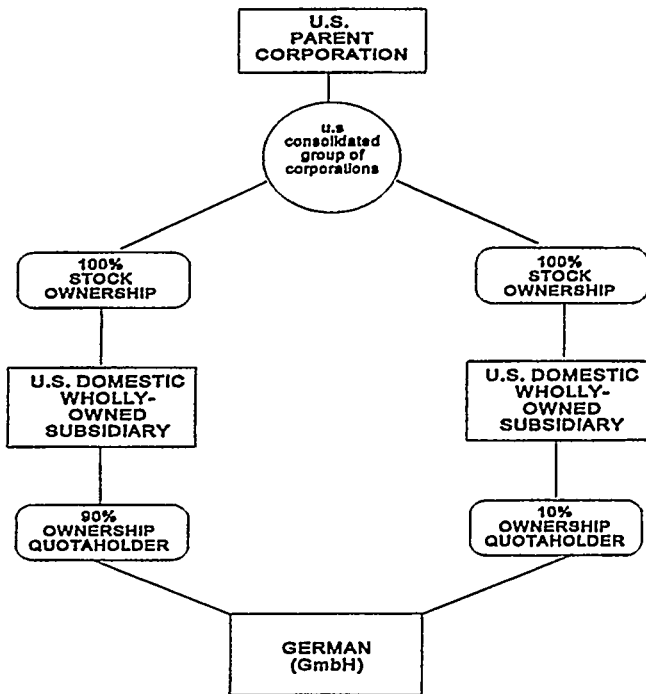 U.S.
PARENT
CORPORATION
u.s
consolidated
group of
corporations
100%
STOCK
OWNERSHIP
100%
STOCK
OWNERSHIP
U.S. DOMESTIC
WHOLLY-
OWNED
SUBSIDIARY
U.S. DOMESTIC
WHOLLY-
OWNED
SUBSIDIARY
90%
OWNERSHIP
QUOTAHOLDER
10%
OWNERSHIP
QUOTAHOLDER
GERMAN
(GmbH)